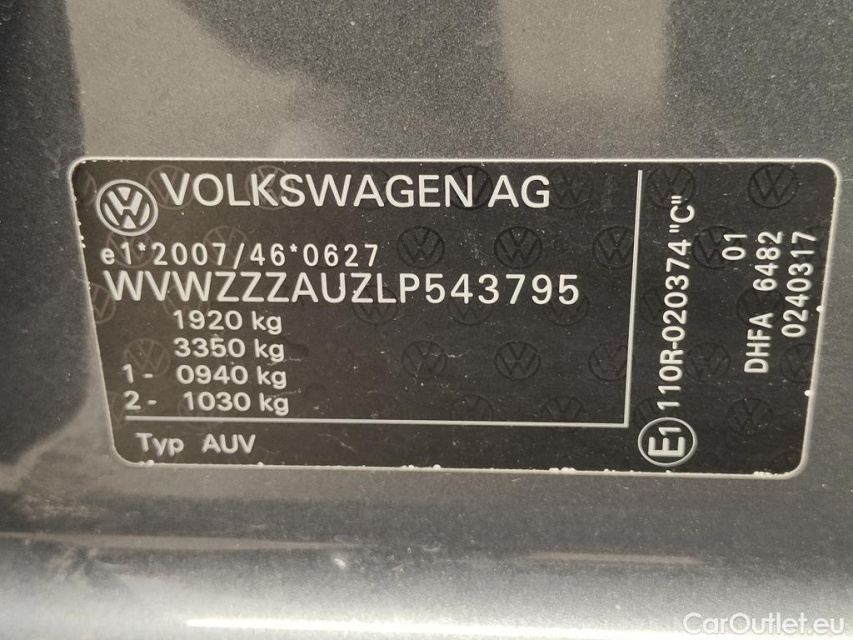 VOLKSWAGEN AG
e1*2007/46*0627
WVWZZZAUZLP543795
1920 kg
3350 kg
1 - 0940 kg
2 - 1030 kg
Typ AUV
E1 110R-020374 "C"
01
DHFA 6482
0240317
CarOutlet.eu